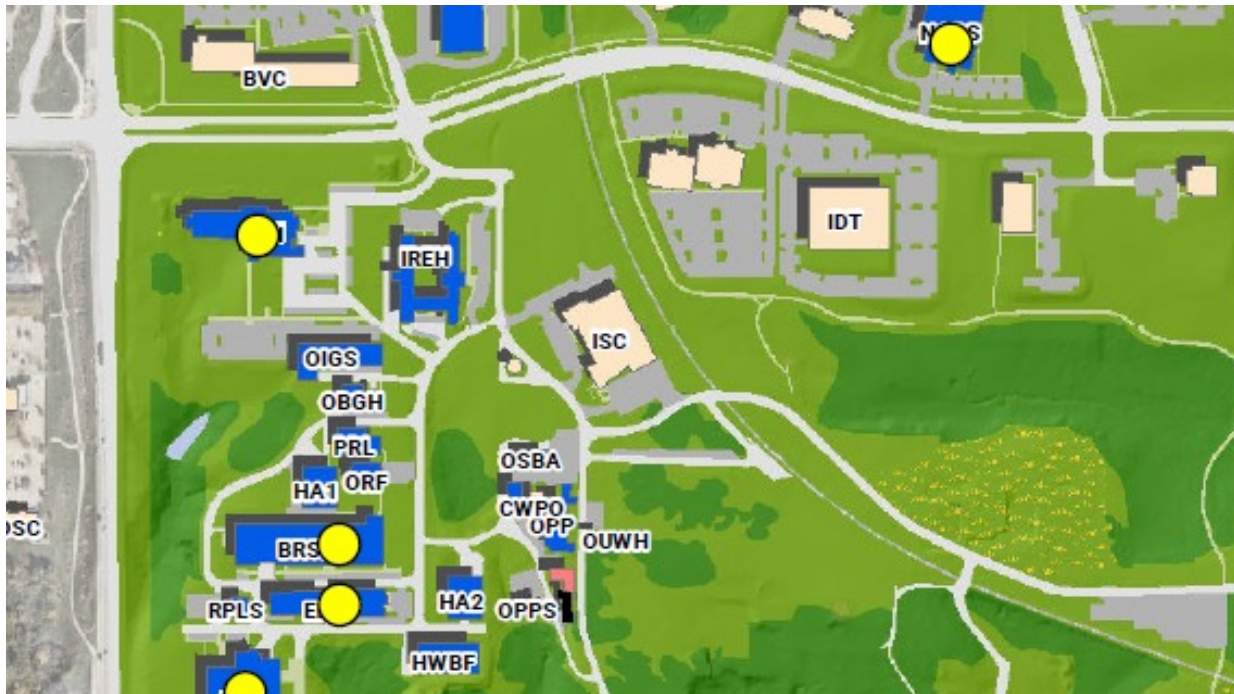 BVC
IREH
IDT
ISC
OIGS
OBGH
PRL
OSBA
ORF
HA1
CWPO
OPP
OUWH
BRS
RPLS
HA2
OPPS
HWBF